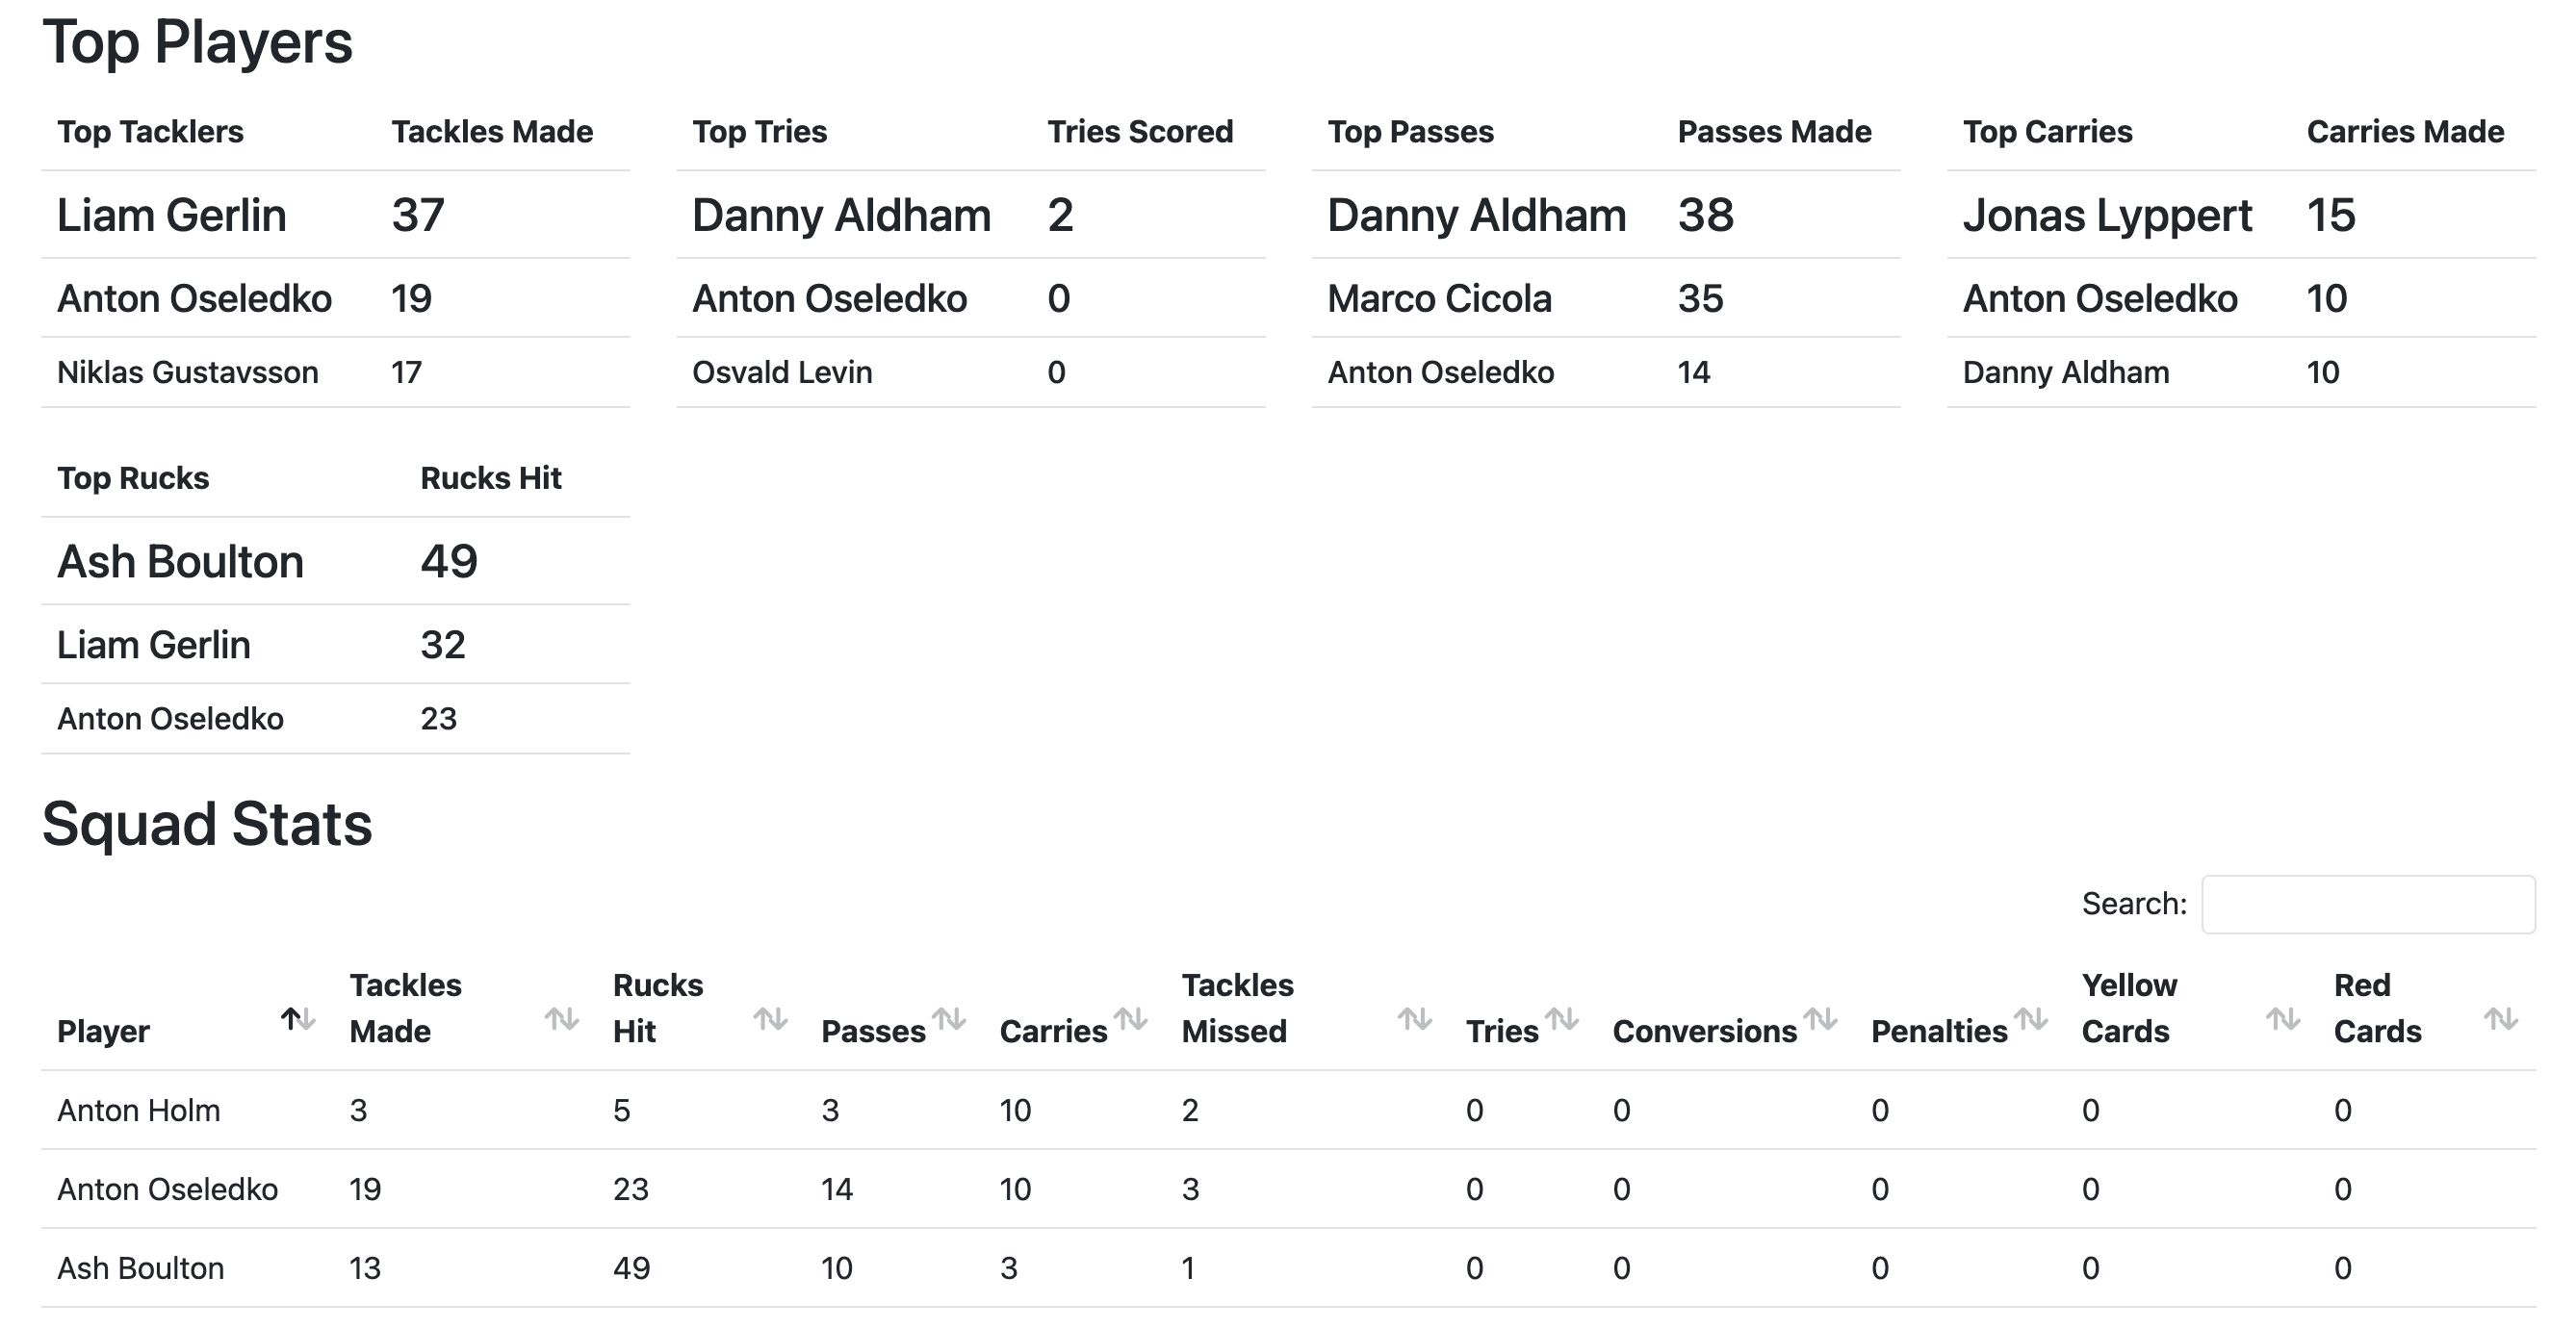 Top Players
Top Tacklers Tackles Made
Liam Gerlin 37
Anton Oseledko 19
Niklas Gustavsson 17
Top Tries Tries Scored
Danny Aldham 2
Anton Oseledko 0
Osvald Levin 0
Top Passes Passes Made
Danny Aldham 38
Marco Cicola 35
Anton Oseledko 14
Top Carries Carries Made
Jonas Lyppert 15
Anton Oseledko 10
Danny Aldham 10
Top Rucks Rucks Hit
Ash Boulton 49
Liam Gerlin 32
Anton Oseledko 23
Squad Stats
Search:
Player Tackles Made Rucks Hit Passes Carries Tackles Missed Tries Conversions Penalties Yellow Cards Red Cards
Anton Holm 3 5 3 10 2 0 0 0 0 0
Anton Oseledko 19 23 14 10 3 0 0 0 0 0
Ash Boulton 13 49 10 3 1 0 0 0 0 0